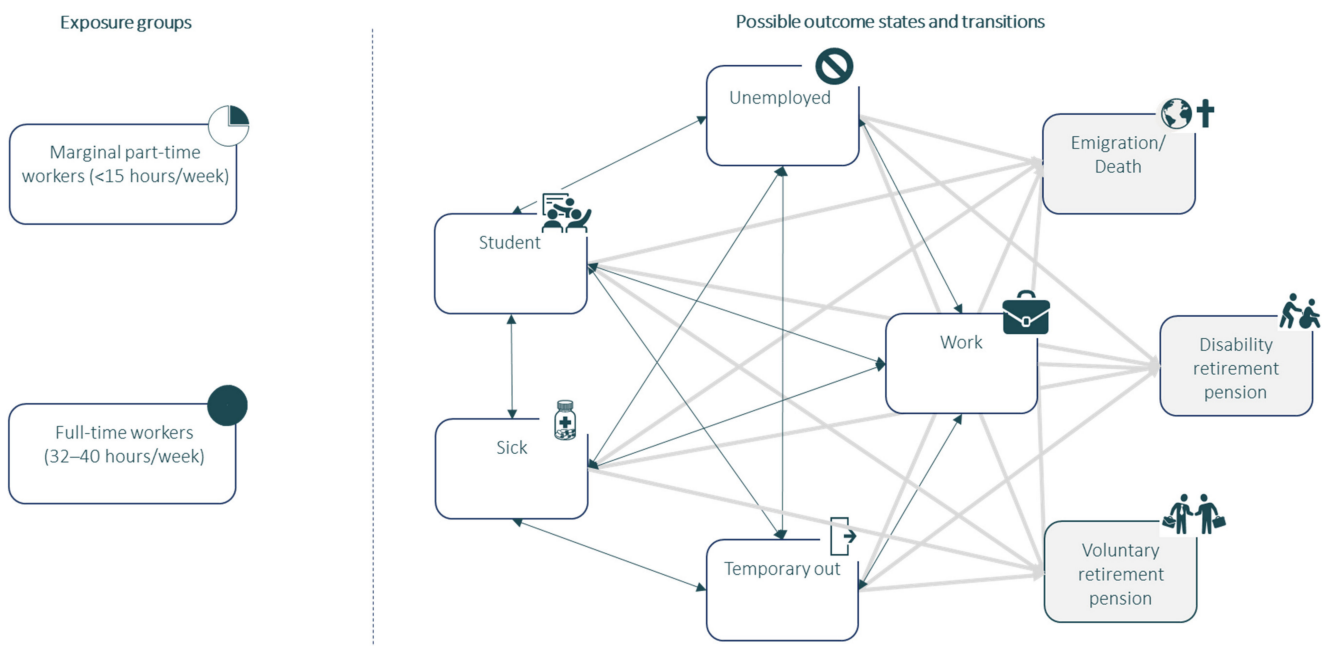 Exposure groups
Possible outcome states and transitions
Marginal part-time
workers (<15 hours/week)
Full-time workers
(32–40 hours/week)
Unemployed
Student
Sick
Temporary out
Work
Emigration/
Death
Disability
retirement
pension
Voluntary
retirement
pension